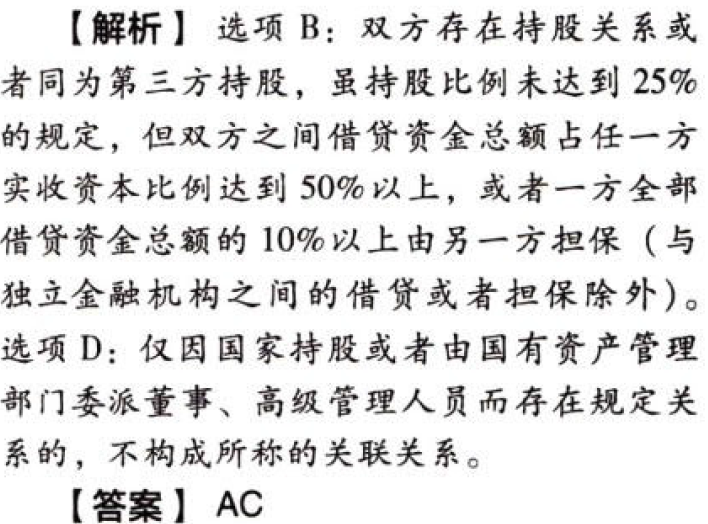 【解析】 选项 B：双方存在持股关系或
者同为第三方持股，虽持股比例未达到 25%
的规定，但双方之间借贷资金总额占任一方
实收资本比例达到 50%以上，或者一方全部
借贷资金总额的 10%以上由另一方担保（与
独立金融机构之间的借贷或者担保除外）。
选项 D：仅因国家持股或者由国有资产管理
部门委派董事、高级管理人员而存在规定关
系的，不构成所称的关联关系。
【答案】 AC